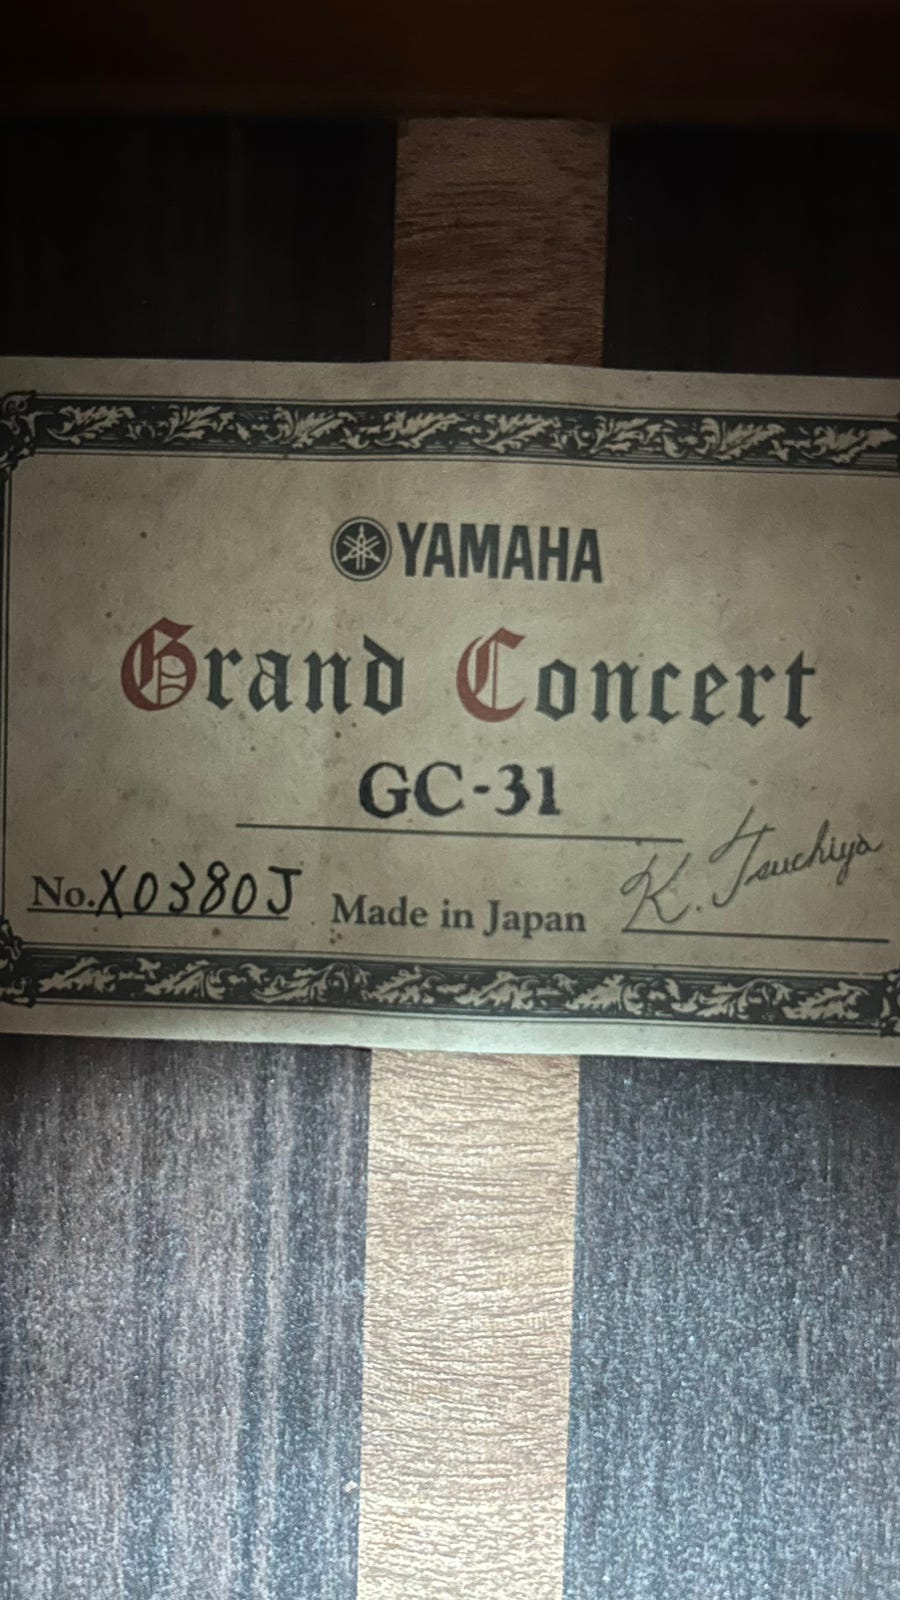 YAMAHA
Grand Concert
GC-31
No. X0380J Made in Japan K. Tsuchiya